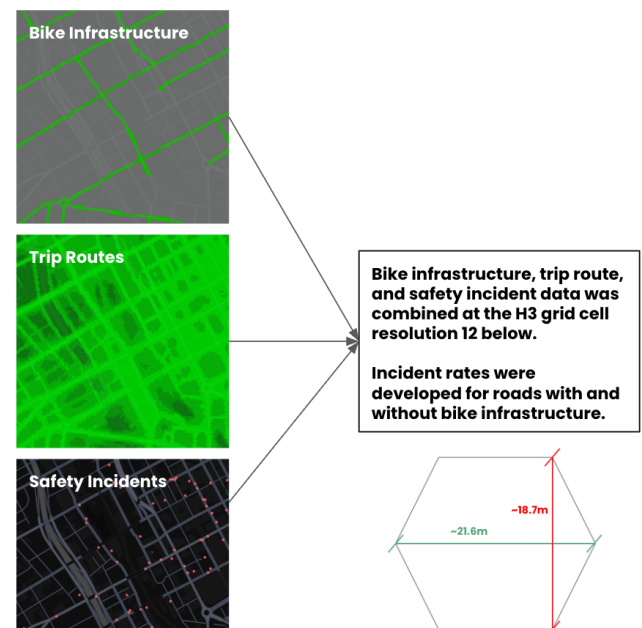 Bike Infrastructure
Trip Routes
Safety Incidents
Bike infrastructure, trip route,
and safety incident data was
combined at the H3 grid cell
resolution 12 below.
Incident rates were
developed for roads with and
without bike infrastructure.
~18.7m
~21.6m